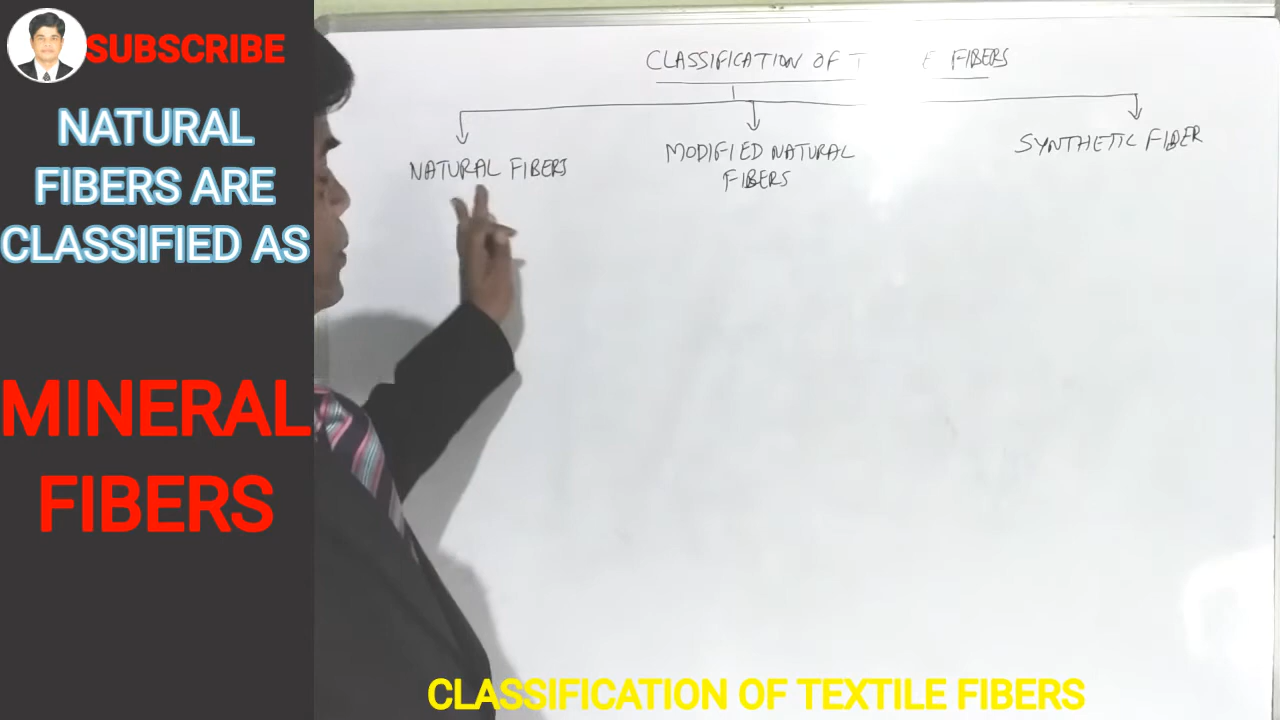 SUBSCRIBE
NATURAL
FIBERS ARE
CLASSIFIED AS
MINERAL
FIBERS
CLASSIFICATION OF T E FIBERS
NATURAL FIBERS
MODIFIED NATURAL
FIBERS
SYNTHETIC FIBER
CLASSIFICATION OF TEXTILE FIBERS